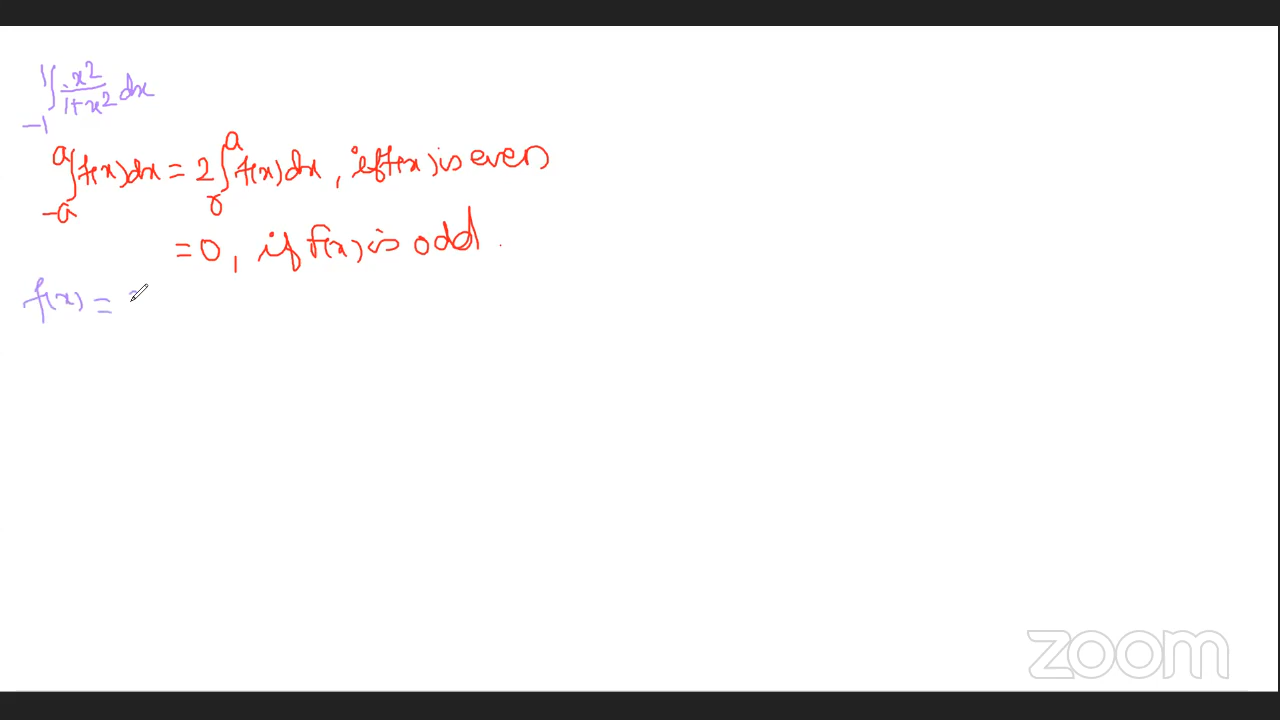 ₋₁∫¹ x²/(1+x²) dx
₋ₐ∫ᵃ f(x)dx = 2 ₀∫ᵃ f(x)dx, if f(x) is even
= 0, if f(x) is odd.
f(x) =
zoom